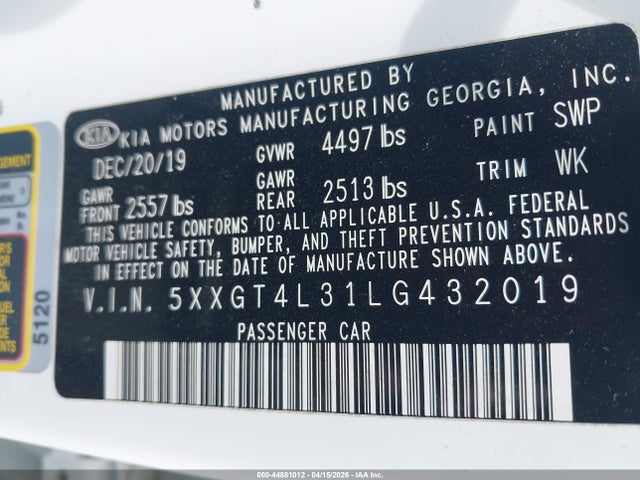 MANUFACTURED BY
KIA KIA MOTORS MANUFACTURING GEORGIA, INC.
DEC/20/19 GVWR 4497 lbs PAINT SWP
GAWR FRONT 2557 lbs GAWR REAR 2513 lbs TRIM WK
THIS VEHICLE CONFORMS TO ALL APPLICABLE U.S.A. FEDERAL
MOTOR VEHICLE SAFETY, BUMPER, AND THEFT PREVENTION STANDARDS
IN EFFECT ON THE DATE OF MANUFACTURE SHOWN ABOVE.
V.I.N. 5XXGT4L31LG432019
PASSENGER CAR
5120
000-44881012 - 04/15/2026 - IAA Inc.